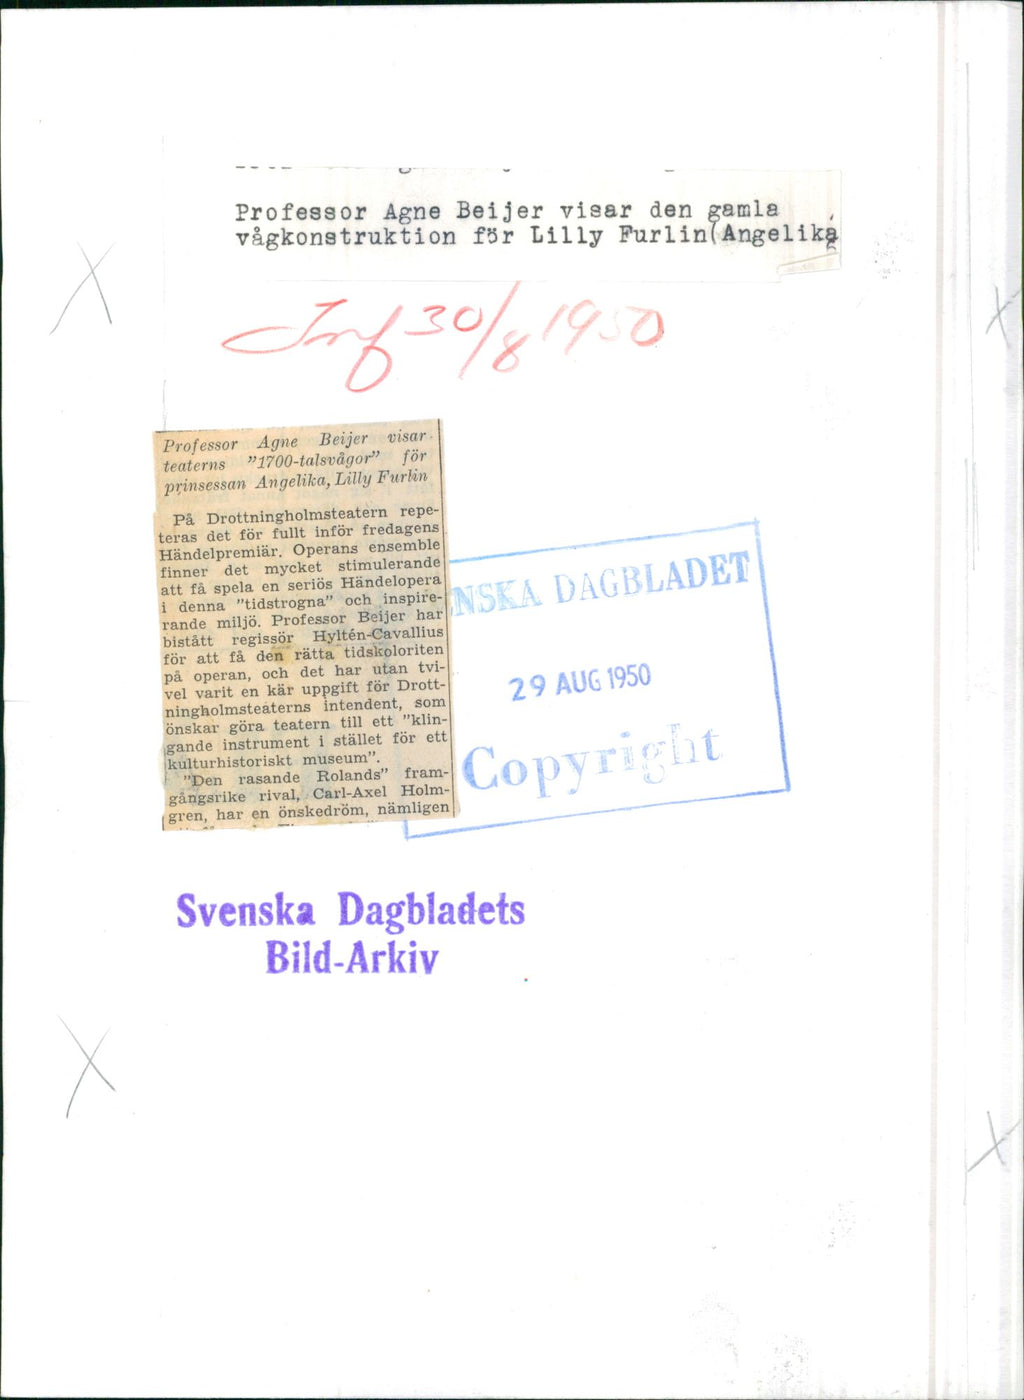 Professor Agne Beijer visar den gamla
vågkonstruktion för Lilly Furlin(Angelika
Inf 30/8 1950
Professor Agne Beijer visar
teaterns "1700-talsvågor" för
prinsessan Angelika, Lilly Furlin
På Drottningholmsteatern repe-
teras det för fullt inför fredagens
Händelpremiär. Operans ensemble
finner det mycket stimulerande
att få spela en seriös Händelopera
i denna "tidstrogna" och inspire-
rande miljö. Professor Beijer har
bistått regissör Hyltén-Cavallius
för att få den rätta tidskoloriten
på operan, och det har utan tvi-
vel varit en kär uppgift för Drott-
ningholmsteaterns intendent, som
önskar göra teatern till ett "klin-
gande instrument i stället för ett
kulturhistoriskt museum".
"Den rasande Rolands" fram-
gångsrike rival, Carl-Axel Holm-
gren, har en önskedröm, nämligen
NSKA DAGBLADET
29 AUG 1950
Copyright
Svenska Dagbladets
Bild-Arkiv